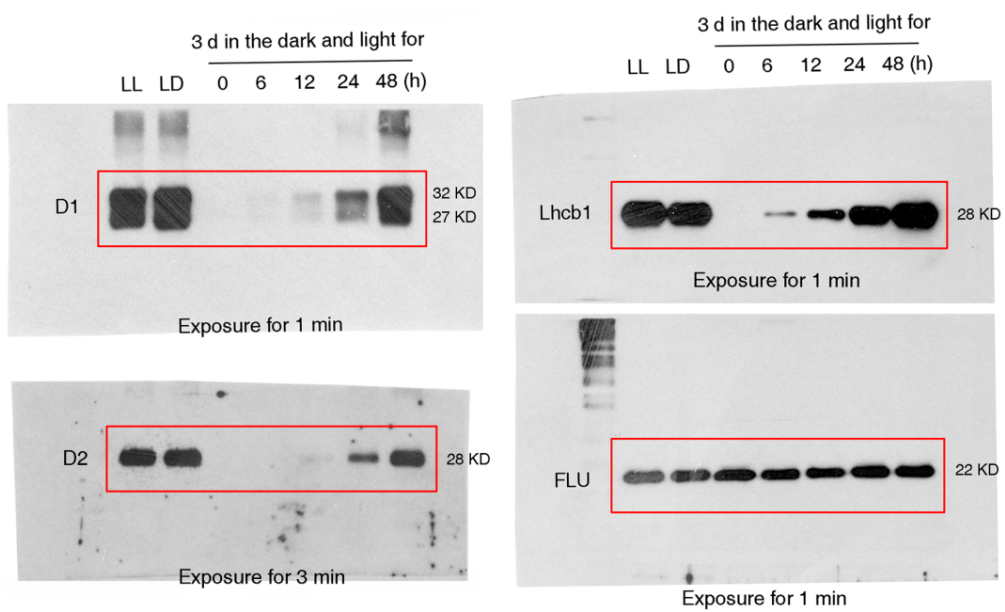 3 d in the dark and light for
LL LD 0 6 12 24 48 (h)
D1
32 KD
27 KD
Exposure for 1 min
D2
28 KD
Exposure for 3 min
3 d in the dark and light for
LL LD 0 6 12 24 48 (h)
Lhcb1
28 KD
Exposure for 1 min
FLU
22 KD
Exposure for 1 min